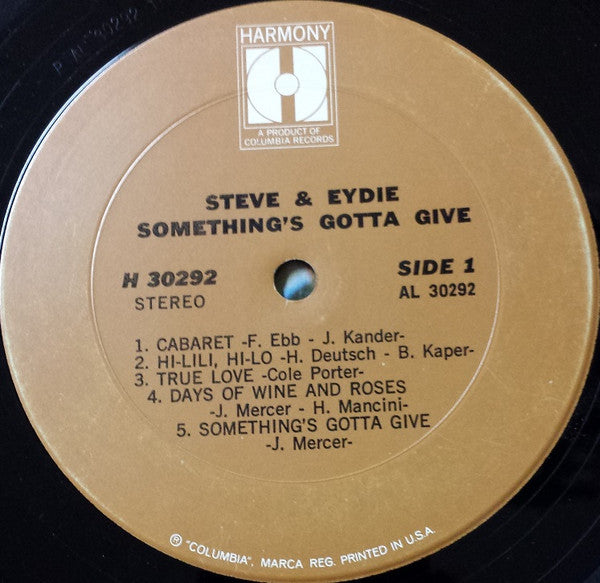 P AL 30292
HARMONY
H
A PRODUCT OF
COLUMBIA RECORDS
STEVE & EYDIE
SOMETHING'S GOTTA GIVE
H 30292
STEREO
SIDE 1
AL 30292
1. CABARET -F. Ebb - J. Kander-
2. HI-LILI, HI-LO -H. Deutsch - B. Kaper-
3. TRUE LOVE -Cole Porter-
4. DAYS OF WINE AND ROSES
-J. Mercer - H. Mancini-
5. SOMETHING'S GOTTA GIVE
-J. Mercer-
® "COLUMBIA", MARCA REG. PRINTED IN U.S.A.